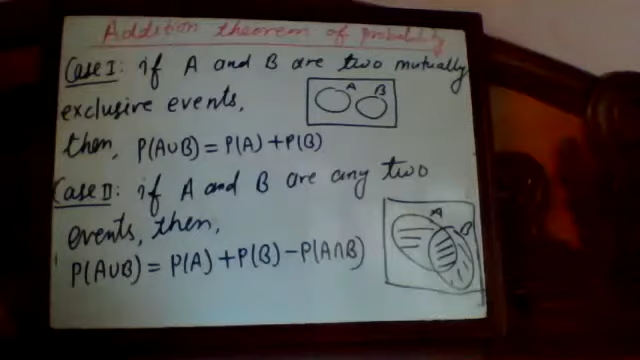 Addition theorem of probability
Case I: if A and B are two mutually
exclusive events,
A B
then, P(A∪B) = P(A) + P(B)
Case II: if A and B are any two
events, then,
A B
P(A∪B) = P(A) + P(B) - P(A∩B)